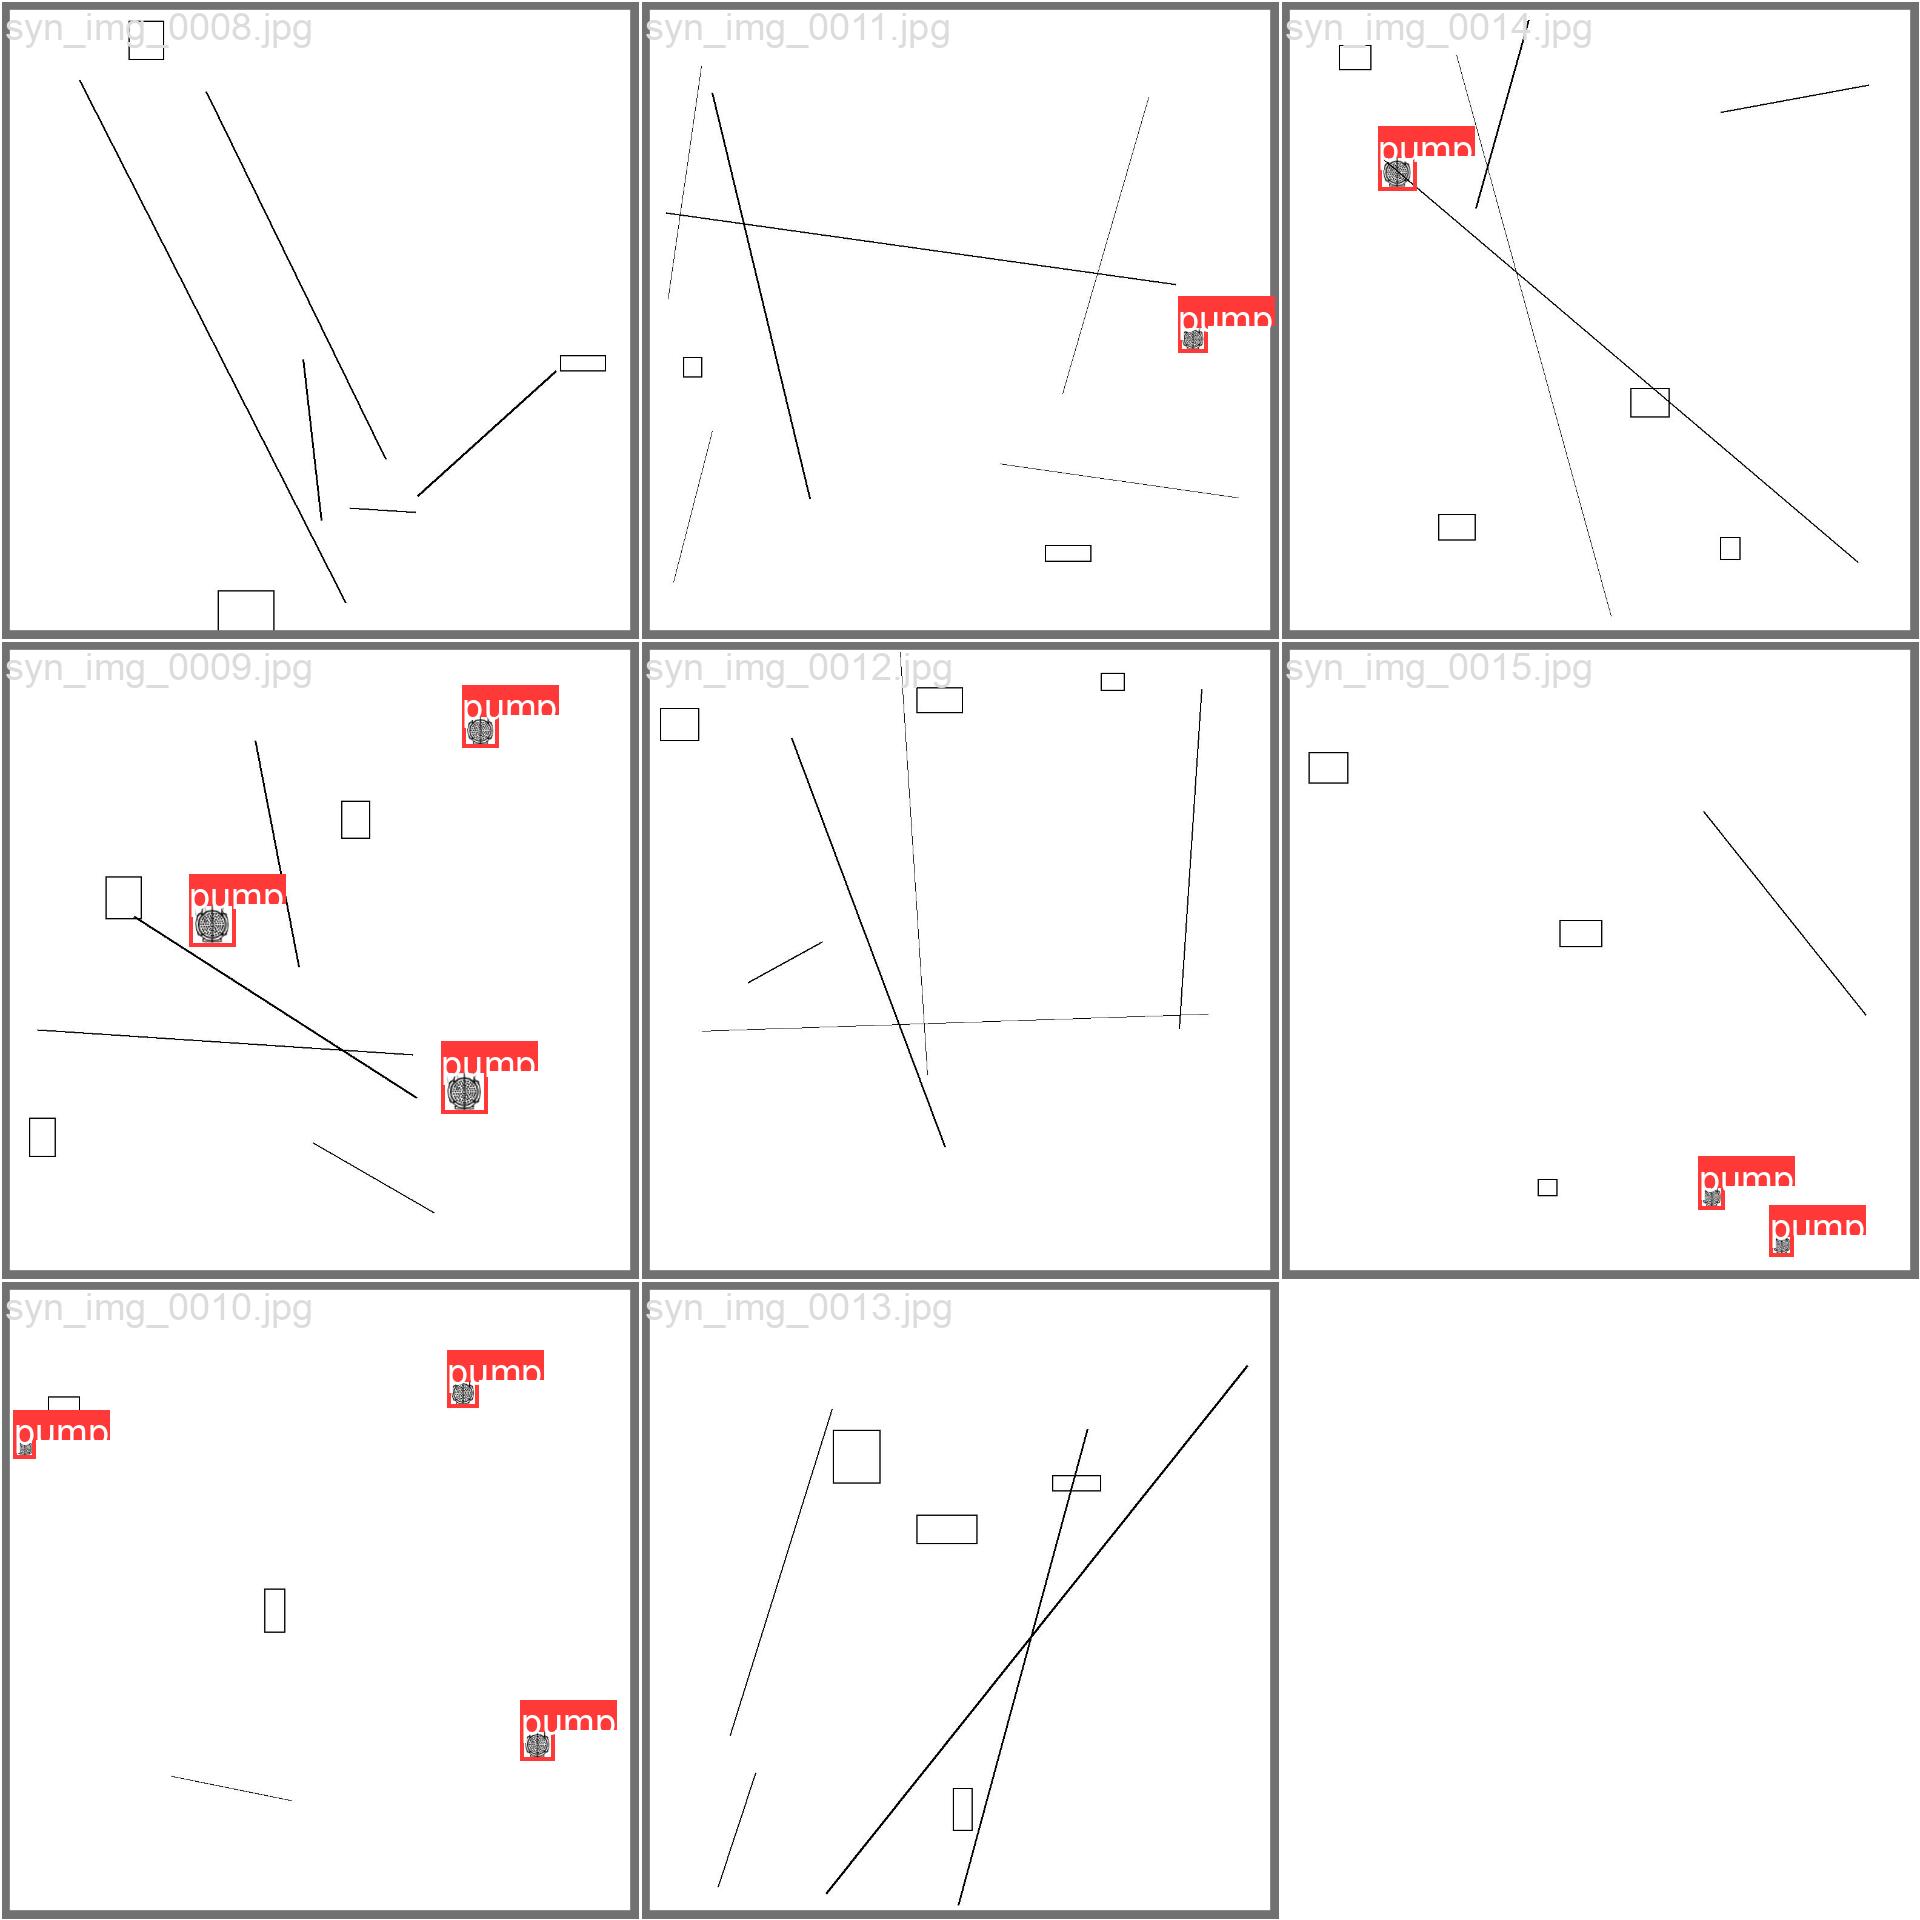 syn_img_0008.jpg
syn_img_0011.jpg
pump
syn_img_0014.jpg
pump
syn_img_0009.jpg
pump
pump
pump
syn_img_0012.jpg
syn_img_0015.jpg
pump
pump
syn_img_0010.jpg
pump
pump
pump
syn_img_0013.jpg